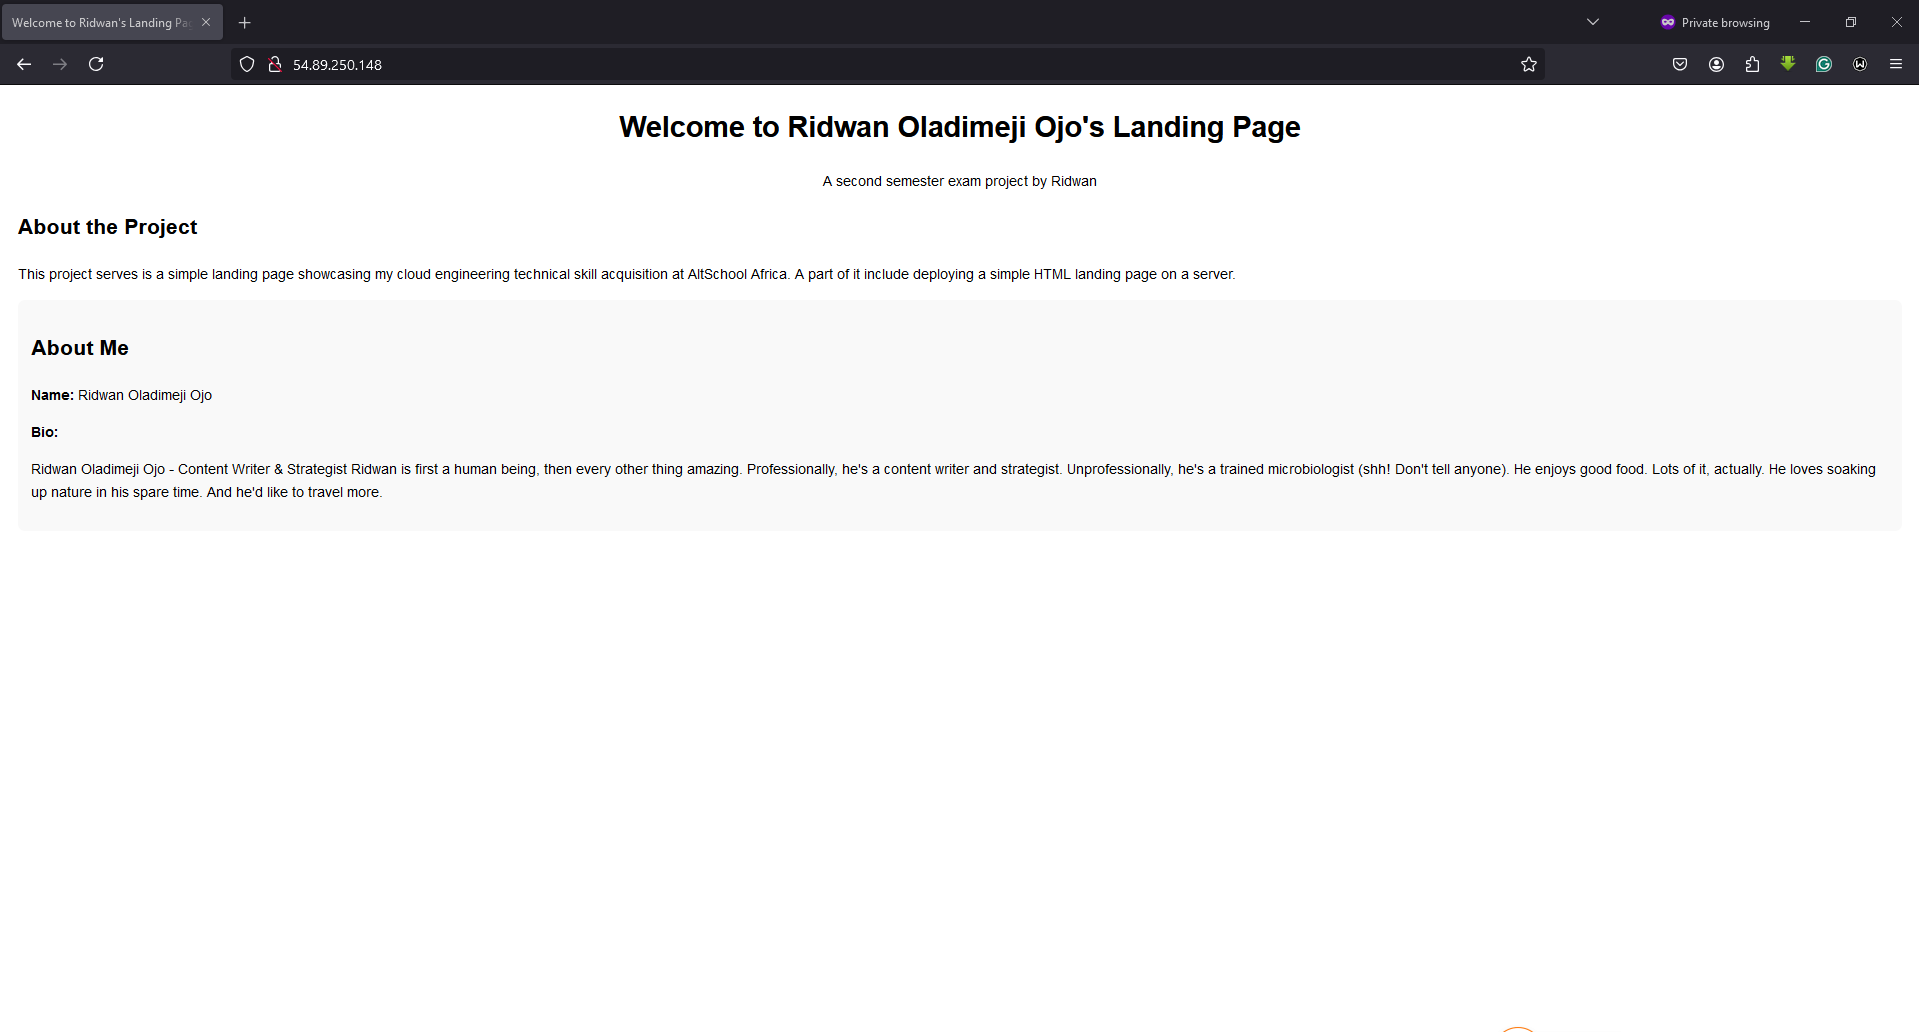 Welcome to Ridwan's Landing Pa
Private browsing
54.89.250.148
Welcome to Ridwan Oladimeji Ojo's Landing Page
A second semester exam project by Ridwan
About the Project
This project serves is a simple landing page showcasing my cloud engineering technical skill acquisition at AltSchool Africa. A part of it include deploying a simple HTML landing page on a server.
About Me
Name: Ridwan Oladimeji Ojo
Bio:
Ridwan Oladimeji Ojo - Content Writer & Strategist Ridwan is first a human being, then every other thing amazing. Professionally, he's a content writer and strategist. Unprofessionally, he's a trained microbiologist (shh! Don't tell anyone). He enjoys good food. Lots of it, actually. He loves soaking
up nature in his spare time. And he'd like to travel more.